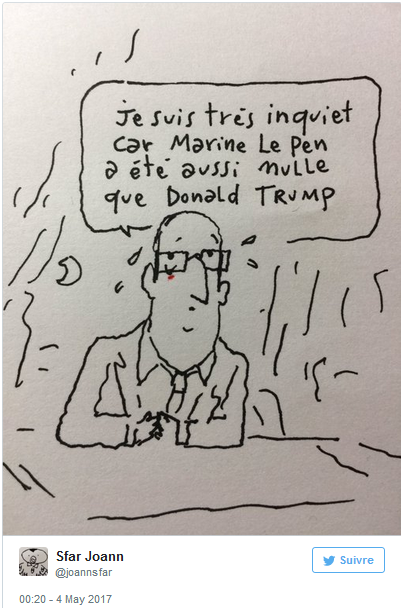 Je suis très inquiet
car Marine Le Pen
a été aussi nulle
que Donald TRUMP
Sfar Joann
@joannsfar
Suivre
00:20 - 4 May 2017